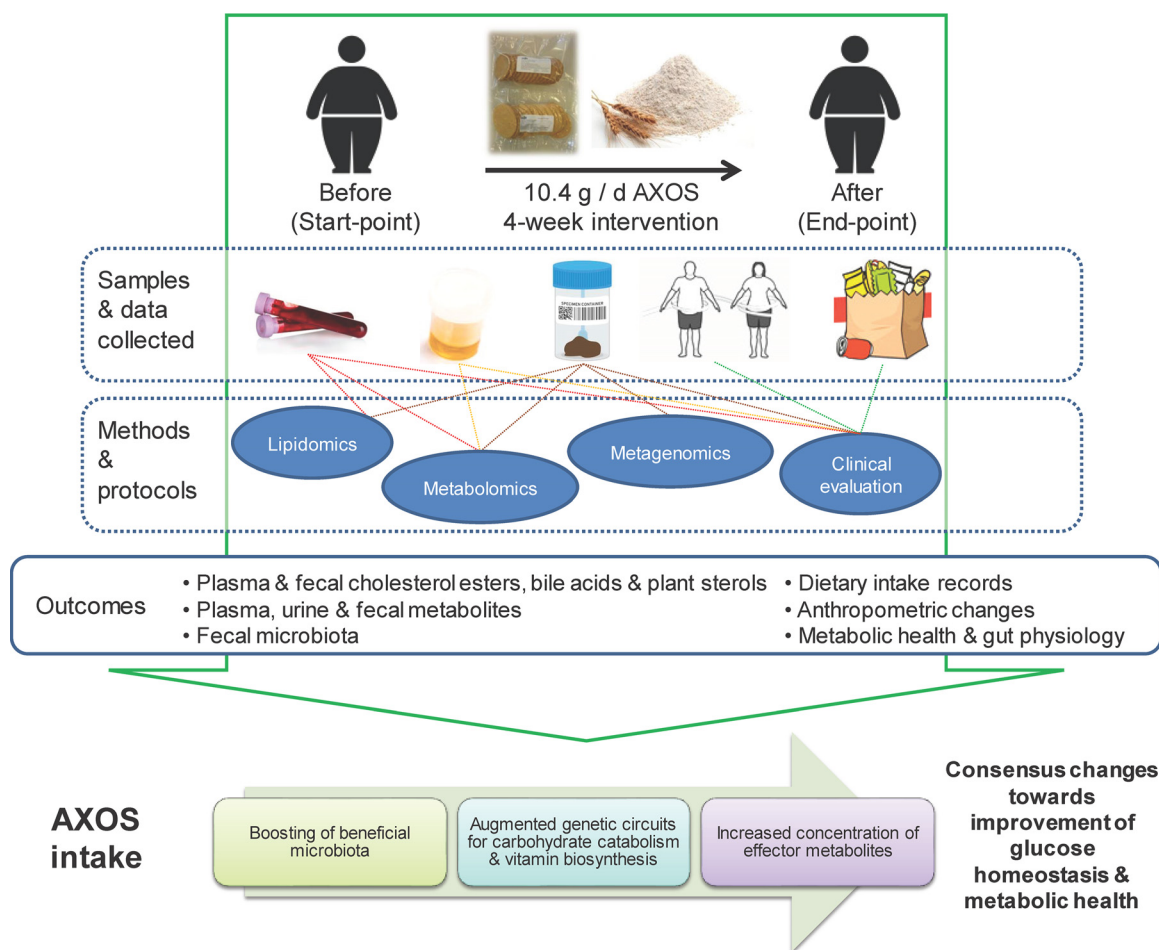 Before
(Start-point)
10.4 g / d AXOS
4-week intervention
After
(End-point)
Samples
& data
collected
SPECIMEN CONTAINER
Methods
&
protocols
Lipidomics
Metabolomics
Metagenomics
Clinical
evaluation
Outcomes
• Plasma & fecal cholesterol esters, bile acids & plant sterols
• Plasma, urine & fecal metabolites
• Fecal microbiota
• Dietary intake records
• Anthropometric changes
• Metabolic health & gut physiology
AXOS
intake
Boosting of beneficial
microbiota
Augmented genetic circuits
for carbohydrate catabolism
& vitamin biosynthesis
Increased concentration of
effector metabolites
Consensus changes
towards
improvement of
glucose
homeostasis &
metabolic health